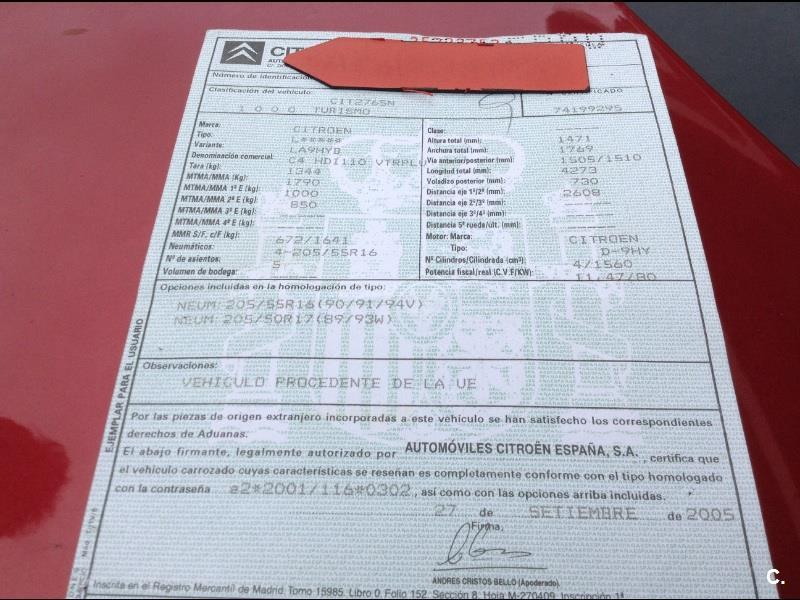 CIT
Número de identificación
Clasificación del vehículo:
CIT2765N
1000 TURISMO
74199295
Marca: CITROEN
Tipo: L*****
Variante: LA9HYB
Denominación comercial: C4 HDI110 VTRPLU
Tara (kg): 1344
MTMA/MMA (Kg): 1790
MTMA/MMA 1º E (Kg): 1000
MTMA/MMA 2º E (Kg): 850
MTMA/MMA 3º E (Kg): -----
MTMA/MMA 4º E (Kg): -----
MMR S/F, c/F (kg): 672/1641
Neumáticos: 4-205/55R16
Nº de asientos: 5
Volumen de bodega: -----
Clase: -----
Altura total (mm): 1471
Anchura total (mm): 1769
Vía anterior/posterior (mm): 1505/1510
Longitud total (mm): 4273
Voladizo posterior (mm): 730
Distancia eje 1º/2º (mm): 2608
Distancia eje 2º/3º (mm): -----
Distancia eje 3º/4º (mm): -----
Distancia 5ª rueda/últ. (mm): -----
Motor: Marca: CITROEN
Tipo: D-9HY
Nº Cilindros/Cilindrada (cm³): 4/1560
Potencia fiscal/real (C.V.F/KW): 11,47/80
Opciones incluidas en la homologación de tipo:
NEUM: 205/55R16(90/91/94V)
NEUM: 205/50R17(89/93W)
Observaciones:
VEHICULO PROCEDENTE DE LA UE
EJEMPLAR PARA EL USUARIO
Por las piezas de origen extranjero incorporadas a este vehículo se han satisfecho los correspondientes
derechos de Aduanas.
El abajo firmante, legalmente autorizado por AUTOMÓVILES CITROËN ESPAÑA, S.A. , certifica que
el vehículo carrozado cuyas características se reseñan es completamente conforme con el tipo homologado
con la contraseña e2*2001/116*0302 , así como con las opciones arriba incluidas.
27 de SETIEMBRE de 2005
Firma,
ANDRES CRISTOS BELLO (Apoderado)
Inscrita en el Registro Mercantil de Madrid, Tomo 15985, Libro 0, Folio 152, Sección 8, Hoja M-270409, Inscripción 1ª
C.